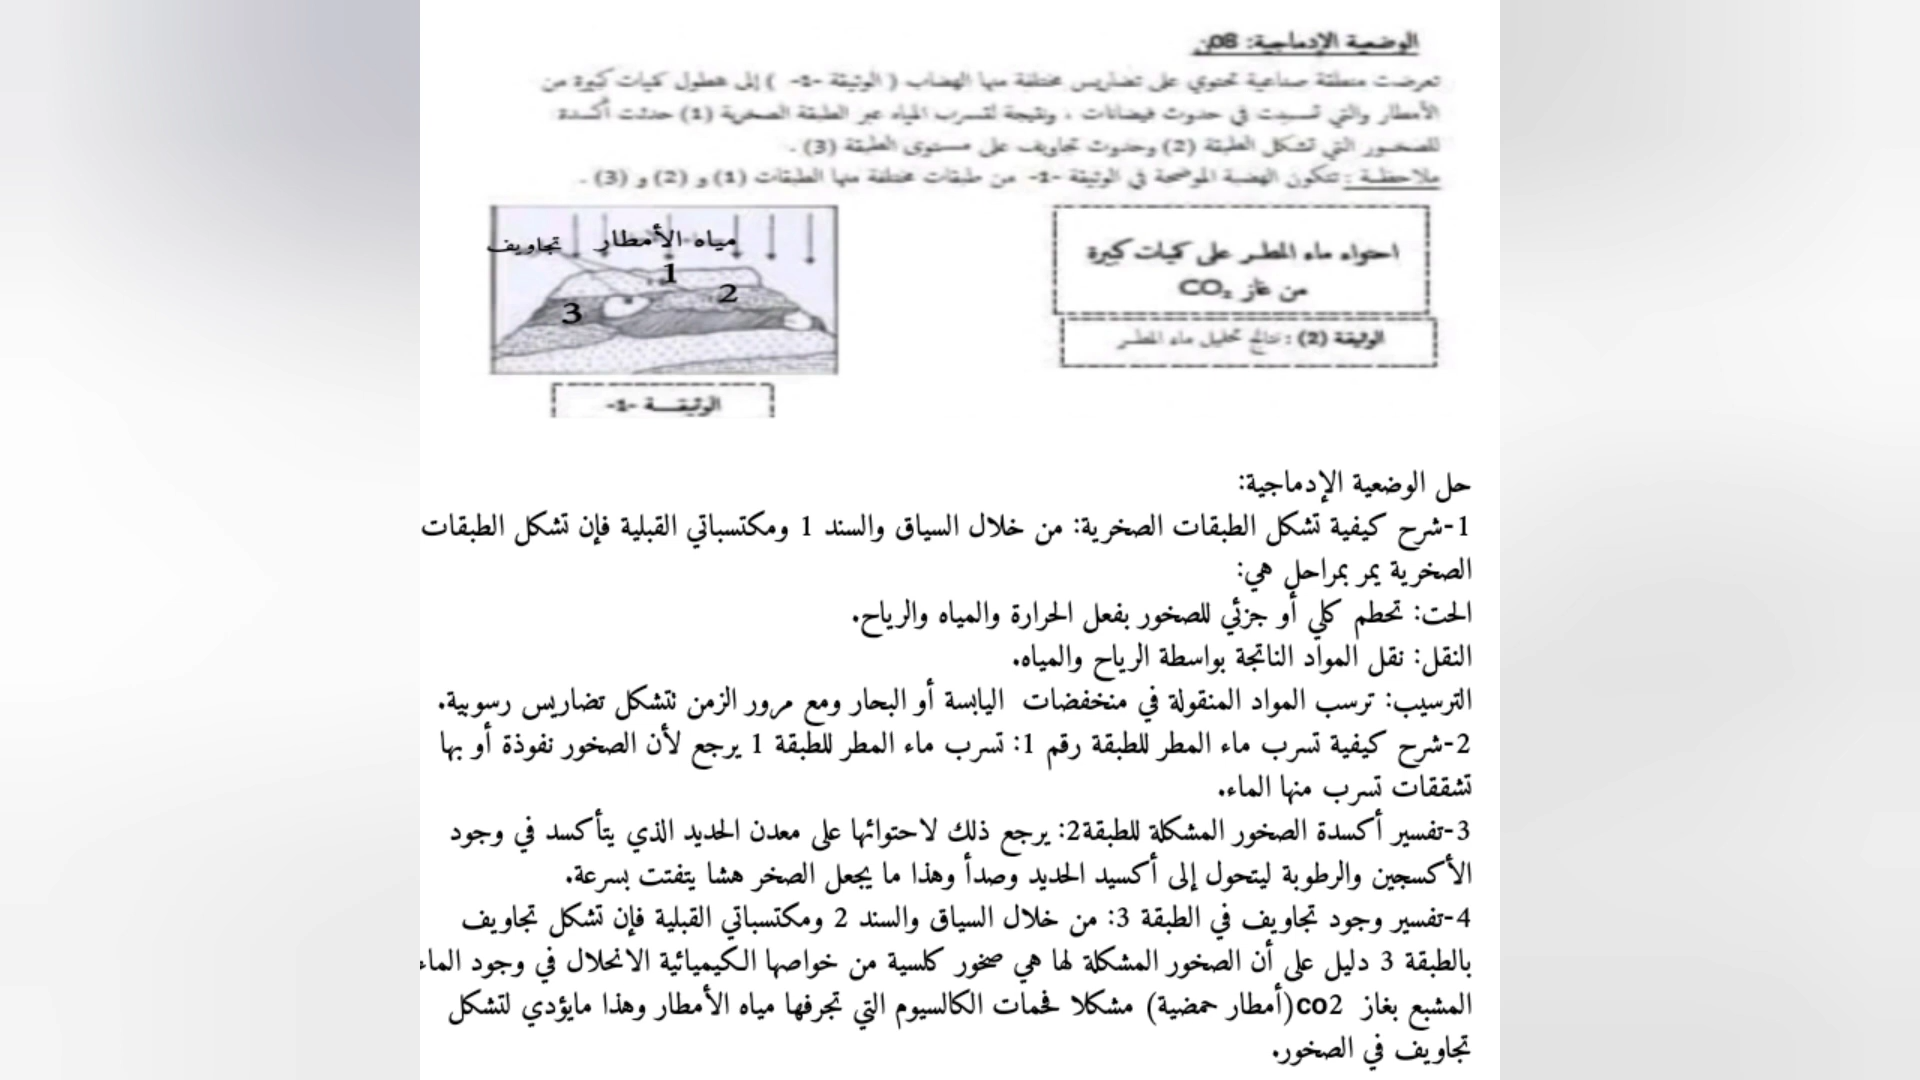 الوضعية الإدماجية: 08ن
تعرضت منطقة صناعية تحتوي على تضاريس مختلفة منها الهضاب ( الوثيقة -1- ) إلى هطول كميات كبيرة من
الأمطار والتي تسببت في حدوث فيضانات ، ونتيجة لتسرب المياه عبر الطبقة الصخرية (1) حدثت أكسدة
للصخور التي تشكل الطبقة (2) وحدوث تجاويف على مستوى الطبقة (3) .
ملاحظة : تتكون الهضبة الموضحة في الوثيقة -1- من طبقات مختلفة منها الطبقات (1) و (2) و (3) .
احتواء ماء المطر على كميات كبيرة
من غاز CO₂
الوثيقة (2) : نتائج تحليل ماء المطر
مياه الأمطار
تجاويف
1
2
3
الوثيقة -1-
حل الوضعية الإدماجية:
1-شرح كيفية تشكل الطبقات الصخرية: من خلال السياق والسند 1 ومكتسباتي القبلية فإن تشكل الطبقات
الصخرية يمر بمراحل هي:
الحت: تحطم كلي أو جزئي للصخور بفعل الحرارة والمياه والرياح.
النقل: نقل المواد الناتجة بواسطة الرياح والمياه.
الترسيب: ترسب المواد المنقولة في منخفضات اليابسة أو البحار ومع مرور الزمن تتشكل تضاريس رسوبية.
2-شرح كيفية تسرب ماء المطر للطبقة رقم 1: تسرب ماء المطر للطبقة 1 يرجع لأن الصخور نفوذة أو بها
تشققات تسرب منها الماء.
3-تفسير أكسدة الصخور المشكلة للطبقة2: يرجع ذلك لاحتوائها على معدن الحديد الذي يتأكسد في وجود
الأكسجين والرطوبة ليتحول إلى أكسيد الحديد وصدأ وهذا ما يجعل الصخر هشا يتفتت بسرعة.
4-تفسير وجود تجاويف في الطبقة 3: من خلال السياق والسند 2 ومكتسباتي القبلية فإن تشكل تجاويف
بالطبقة 3 دليل على أن الصخور المشكلة لها هي صخور كلسية من خواصها الكيميائية الانحلال في وجود الماء
المشبع بغاز co2(أمطار حمضية) مشكلا فحمات الكالسيوم التي تجرفها مياه الأمطار وهذا مايؤدي لتشكل
تجاويف في الصخور.